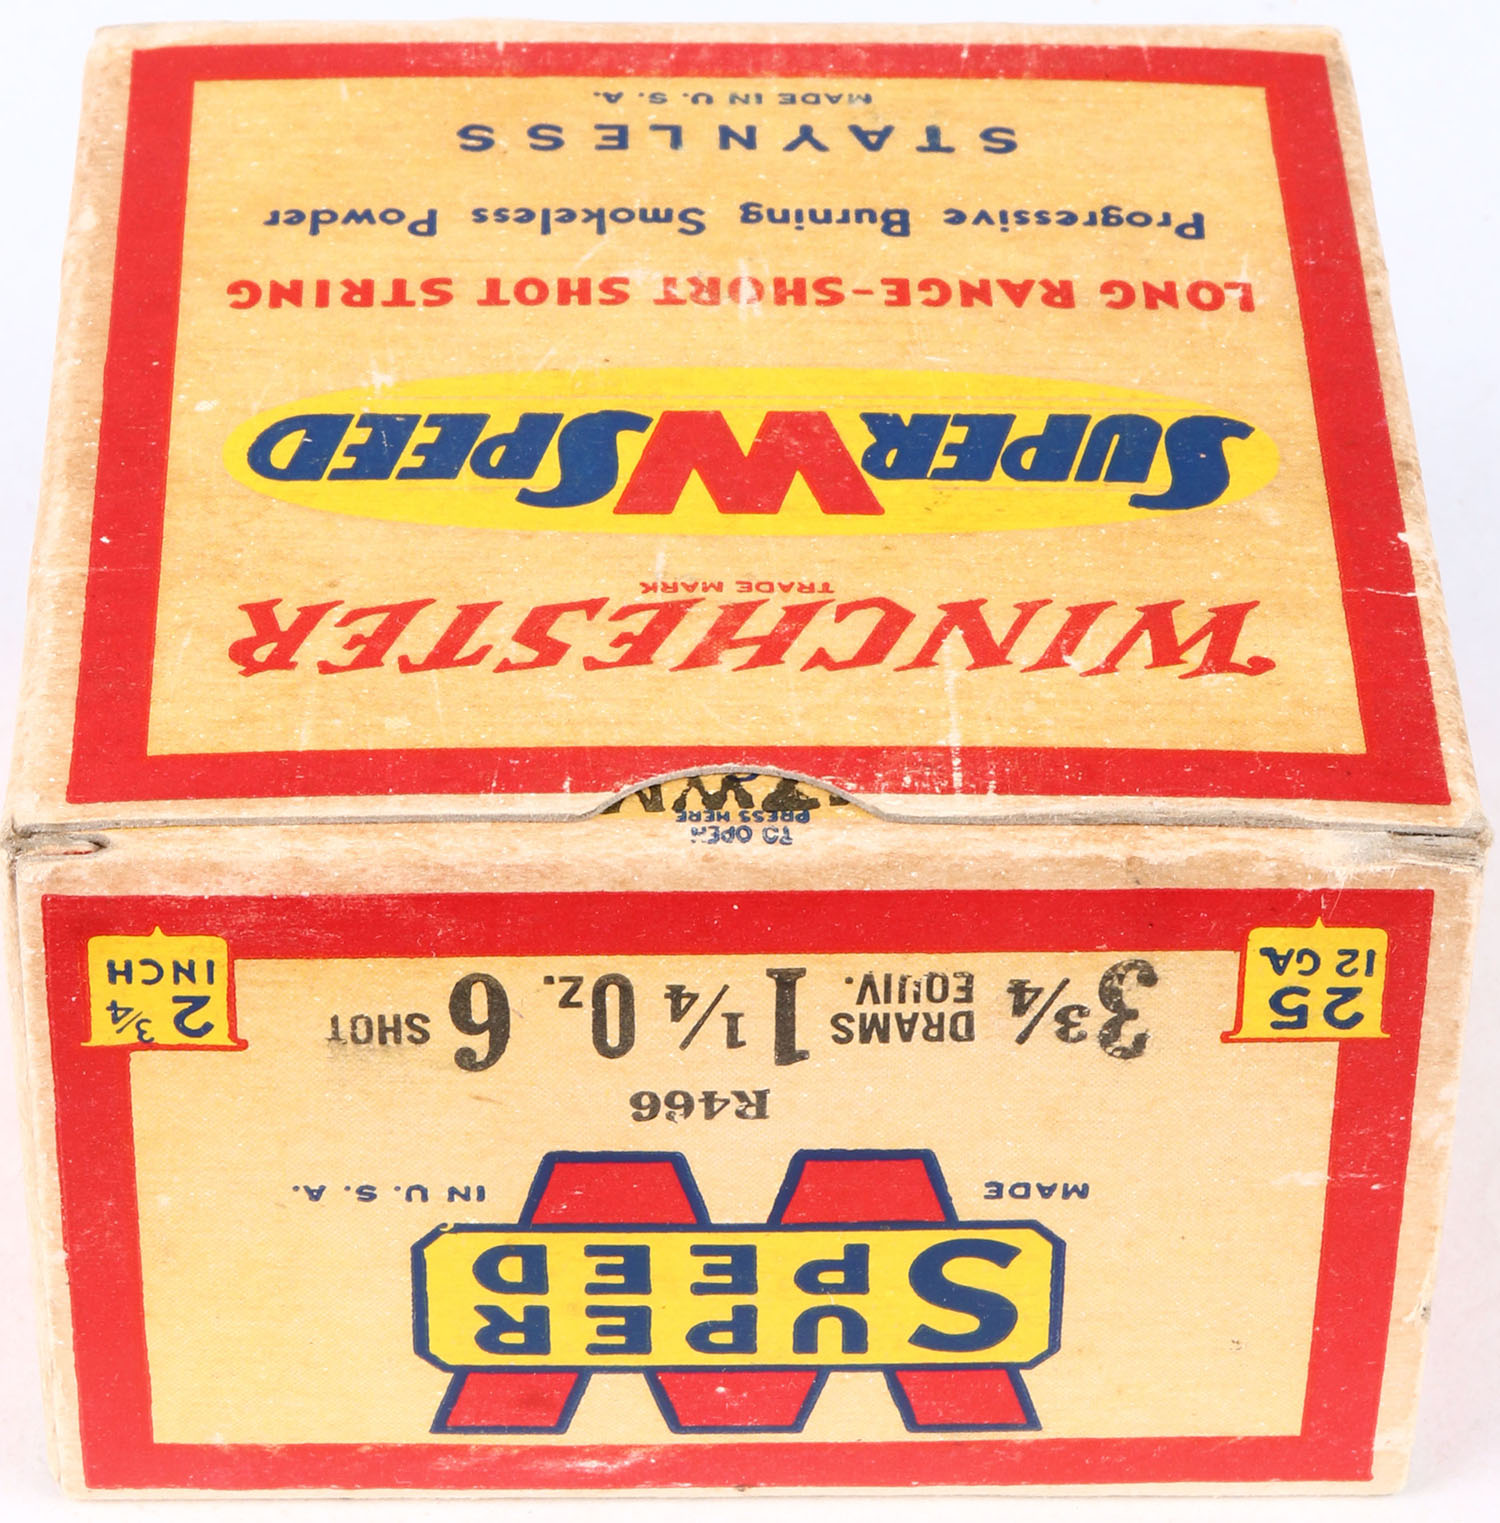 SUPER
SPEED
MADE IN U.S.A.
R466
25
12 GA
3¾ DRAMS EQUIV. 1 1/4 Oz. 6 SHOT
2 ¾
INCH
TO OPEN
PRESS HERE
WINCHESTER
TRADE MARK
SUPER W SPEED
LONG RANGE-SHORT SHOT STRING
Progressive Burning Smokeless Powder
STAYNLESS
MADE IN U.S.A.